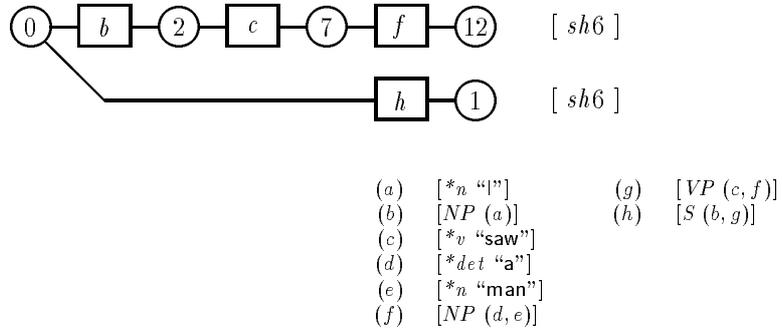 0 b 2 c 7 f 12 [ sh6 ]
h 1 [ sh6 ]
(a) [*n “I”] (g) [VP (c, f)]
(b) [NP (a)] (h) [S (b, g)]
(c) [*v “saw”]
(d) [*det “a”]
(e) [*n “man”]
(f) [NP (d, e)]